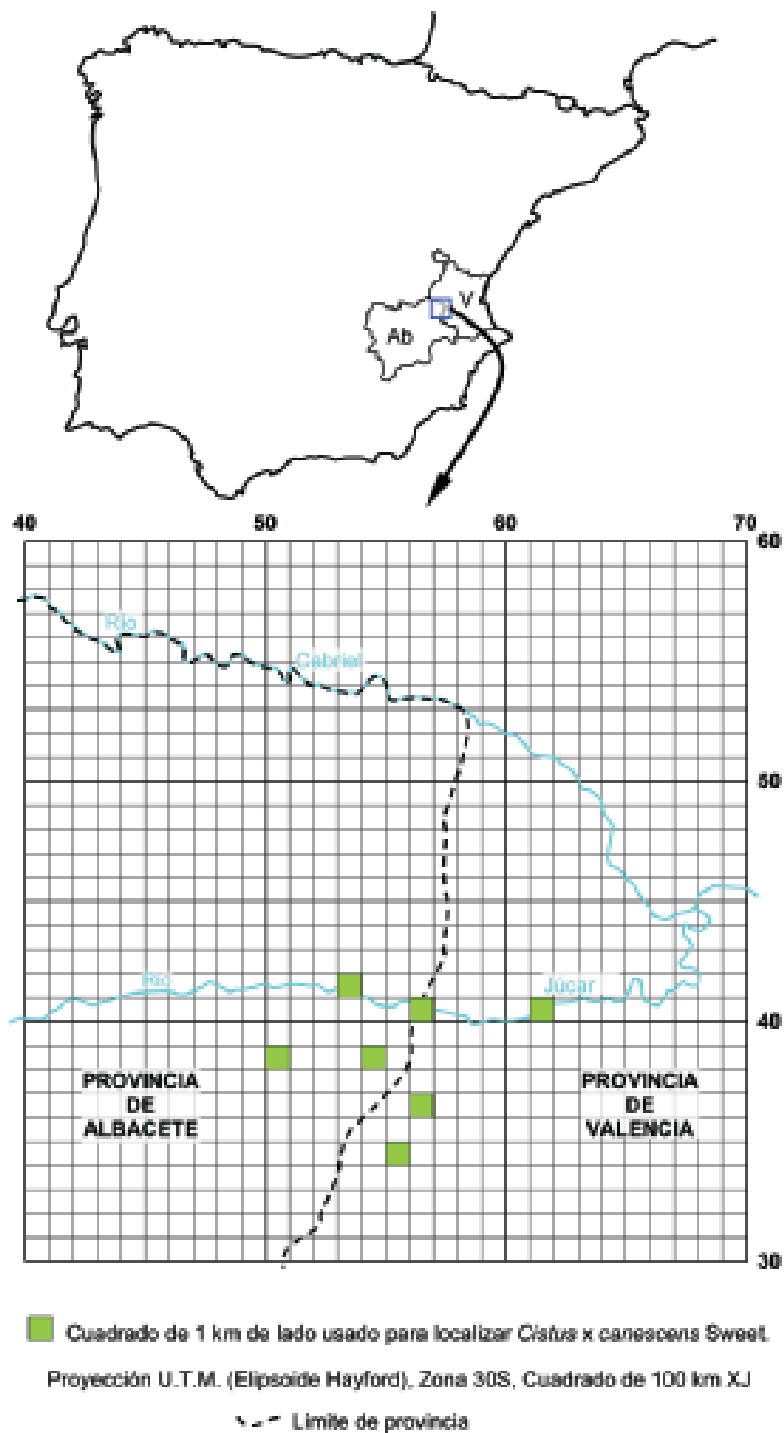 Ab
V
40 50 60 70
60
Río
Cabriel
50
Río
Júcar
40
PROVINCIA
DE
ALBACETE
PROVINCIA
DE
VALENCIA
30
Cuadrado de 1 km de lado usado para localizar Cistus x canescens Sweet.
Proyección U.T.M. (Elipsoide Hayford), Zona 30S, Cuadrado de 100 km XJ
Límite de provincia